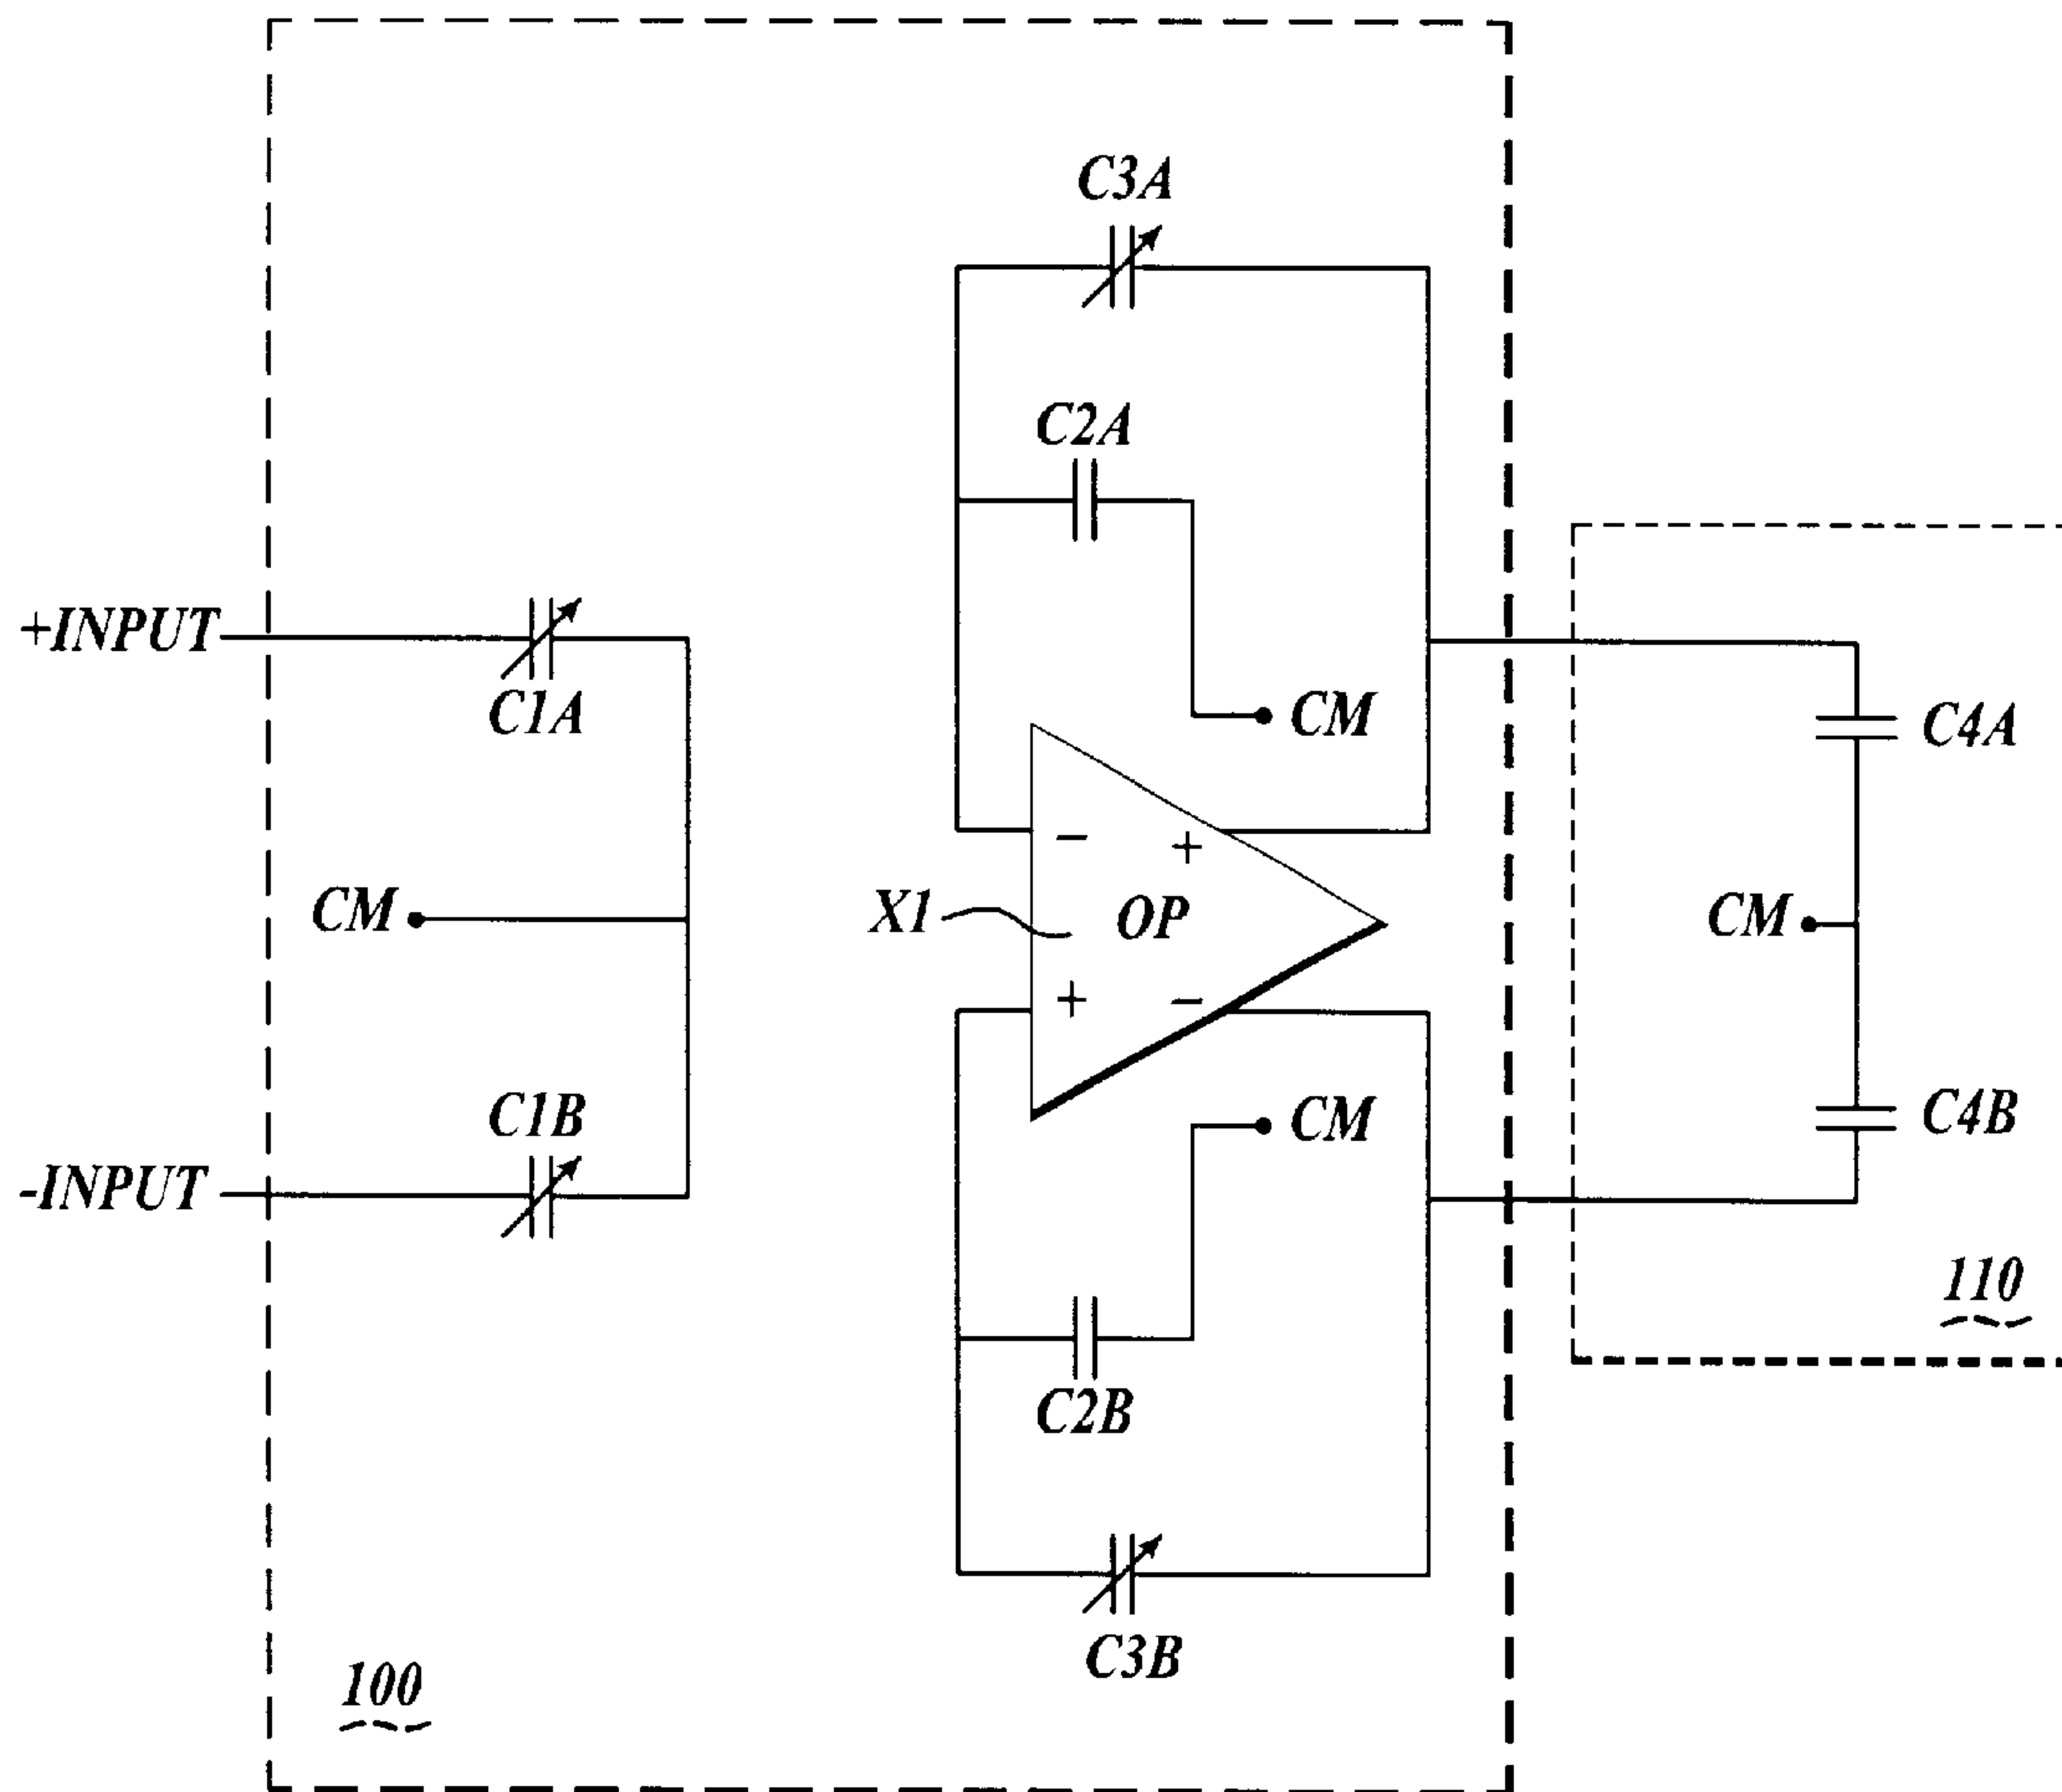 C3A
C2A
+INPUT
C1A
CM
C4A
- +
CM
X1
OP
CM
+ -
C1B
CM
C4B
-INPUT
110
C2B
C3B
100